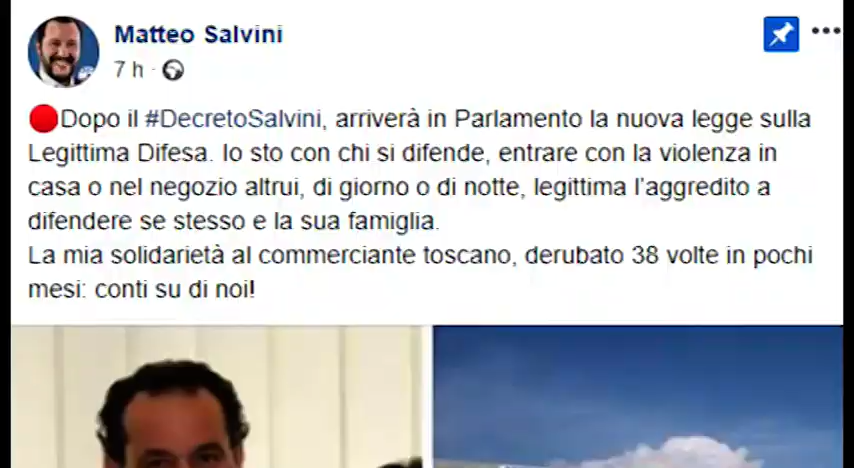 Matteo Salvini
7 h ·
Dopo il #DecretoSalvini, arriverà in Parlamento la nuova legge sulla
Legittima Difesa. Io sto con chi si difende, entrare con la violenza in
casa o nel negozio altrui, di giorno o di notte, legittima l'aggredito a
difendere se stesso e la sua famiglia.
La mia solidarietà al commerciante toscano, derubato 38 volte in pochi
mesi: conti su di noi!